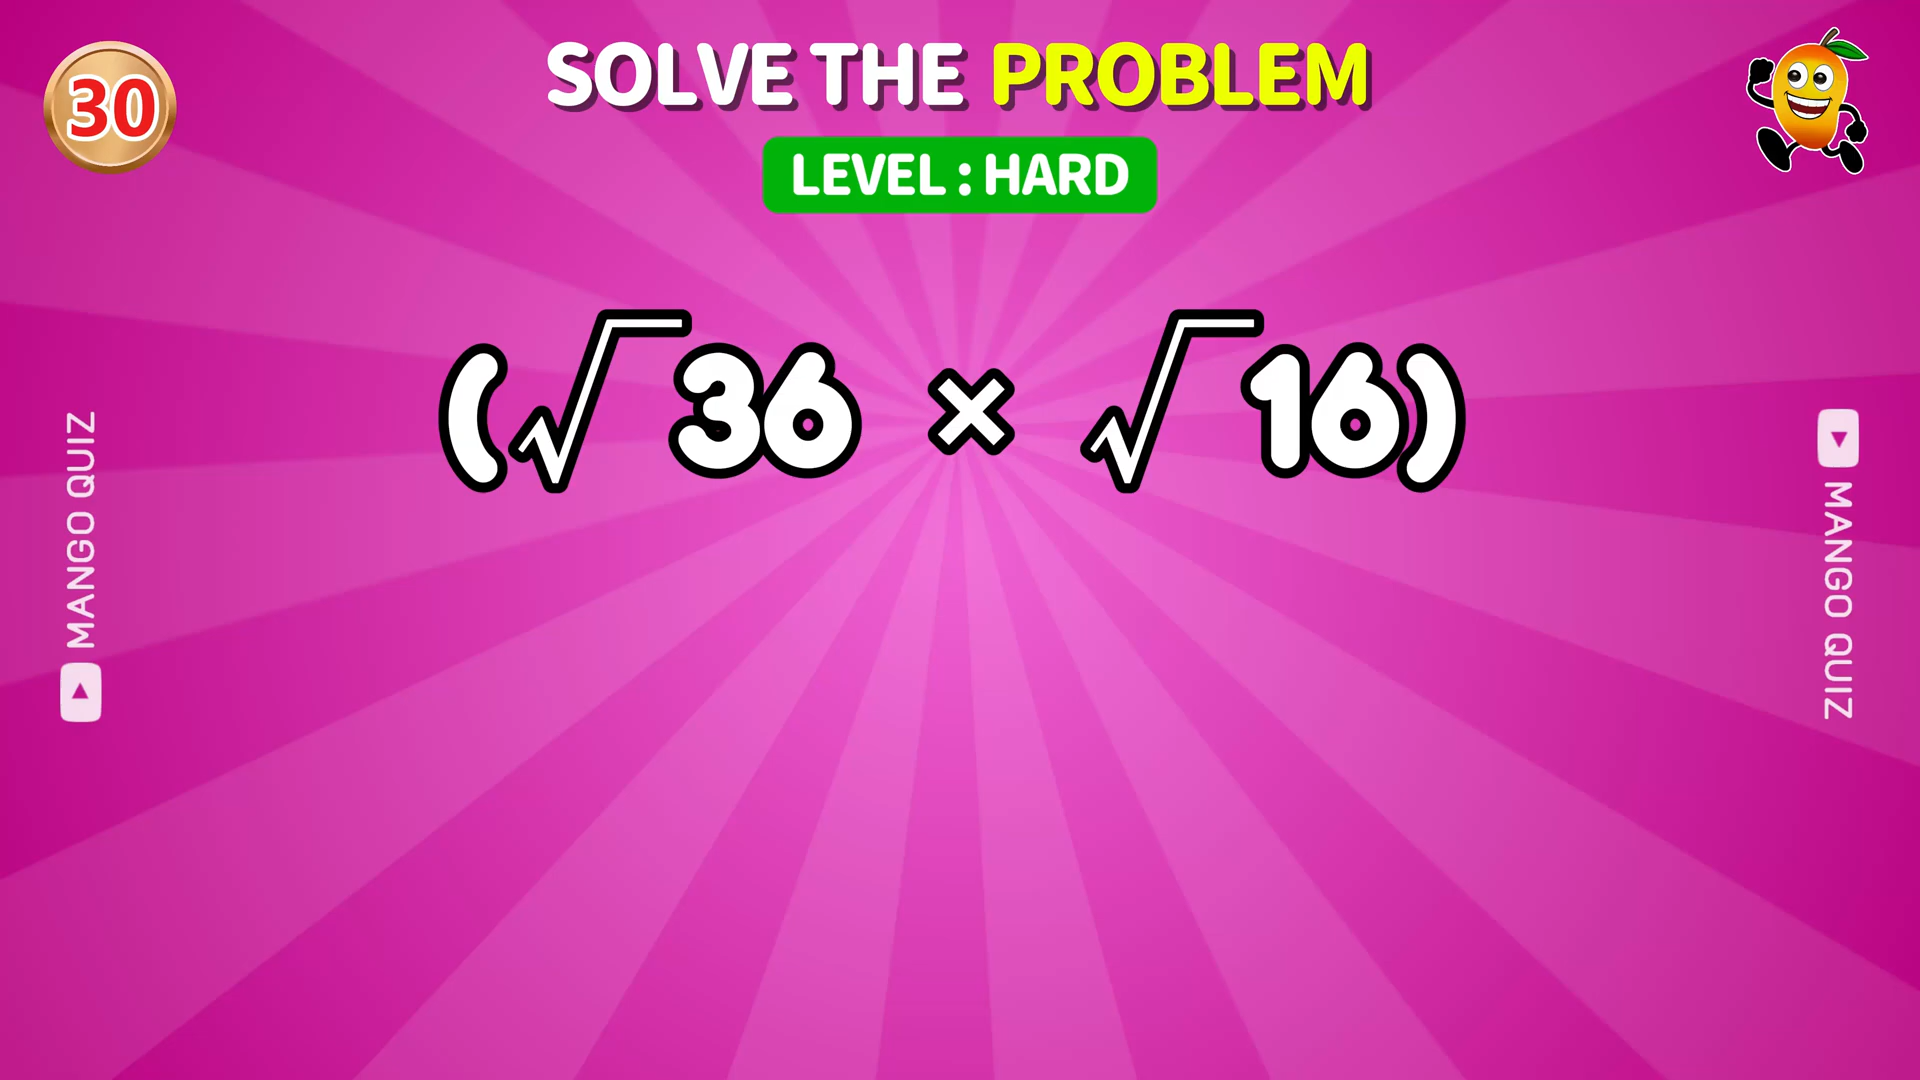 30
SOLVE THE PROBLEM
LEVEL : HARD
(√36 × √16)
MANGO QUIZ
MANGO QUIZ